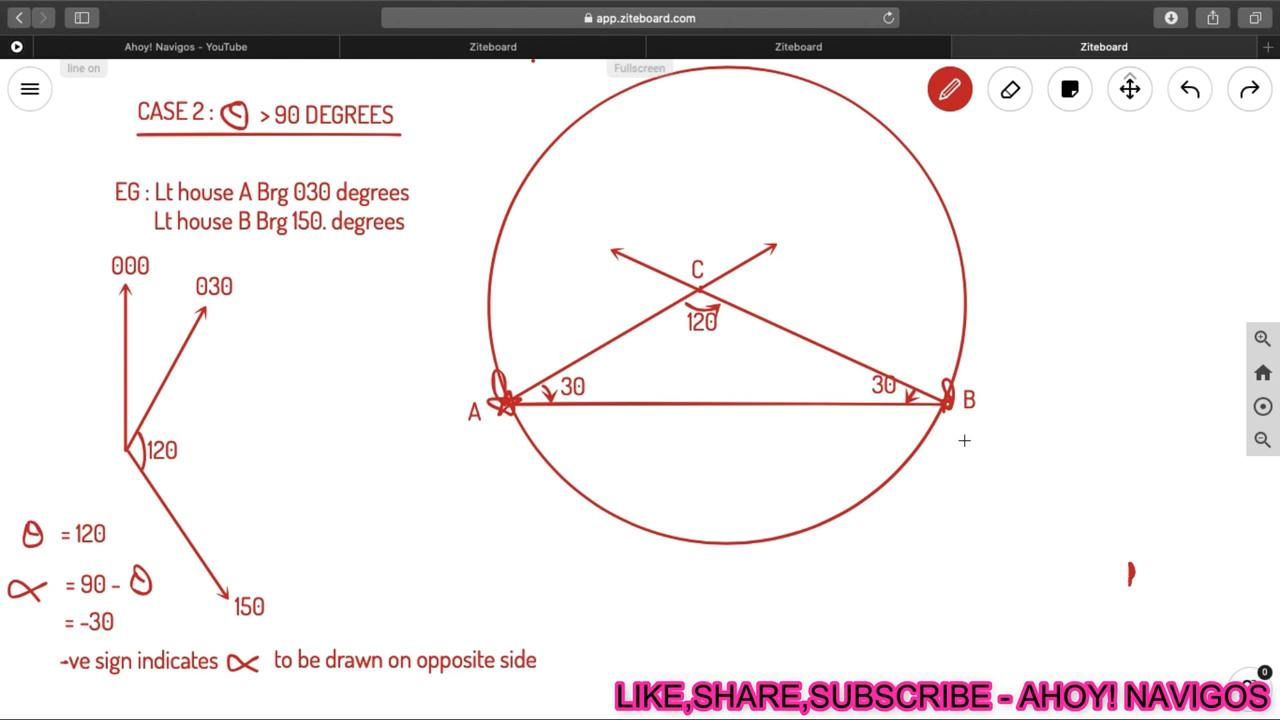 app.ziteboard.com
Ahoy! Navigos - YouTube
Ziteboard
Ziteboard
Ziteboard
line on
Fullscreen
CASE 2 : θ > 90 DEGREES
EG : Lt house A Brg 030 degrees
Lt house B Brg 150. degrees
000
030
120
150
θ = 120
∝ = 90 - θ
= -30
-ve sign indicates ∝ to be drawn on opposite side
C
120
30
30
A
B
0
LIKE,SHARE,SUBSCRIBE - AHOY! NAVIGOS